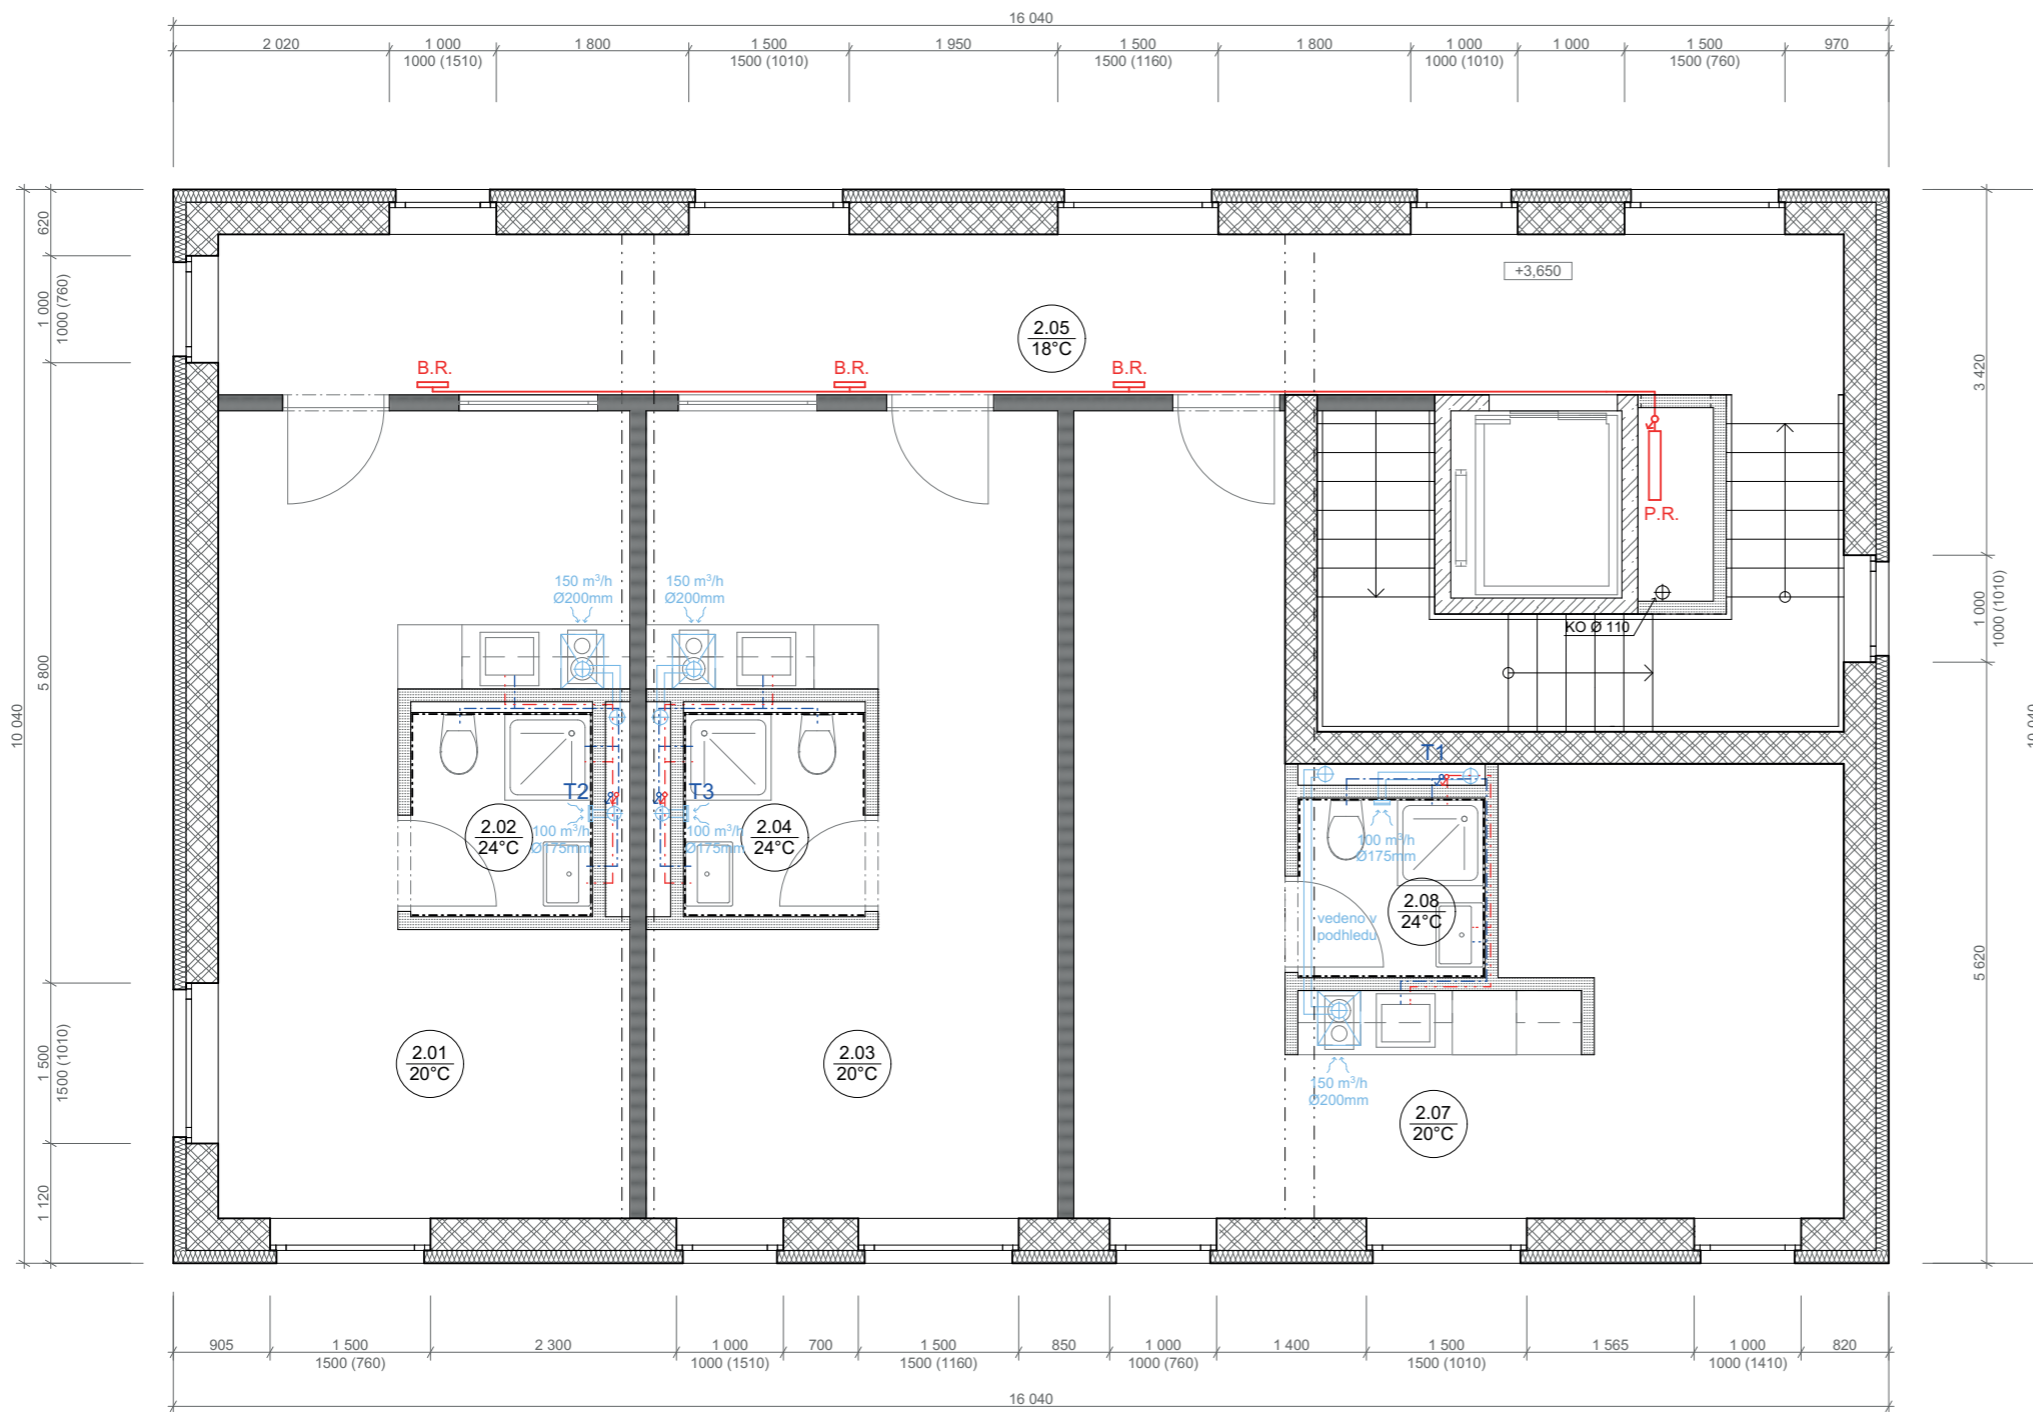 16 040
2 020
1 000
1 800
1 500
1 950
1 500
1 800
1 000
1 000
1 500
970
1000 (1510)
1500 (1010)
1500 (1160)
1000 (1010)
1500 (760)
620
1 000
1000 (760)
5 800
10 040
1 500
1500 (1010)
1 120
3 420
1 000
1000 (1010)
5 620
10 040
+3,650
2.05
18°C
B.R.
B.R.
B.R.
P.R.
KO Ø 110
150 m³/h
Ø200mm
150 m³/h
Ø200mm
T2
T3
T1
2.02
24°C
100 m³/h
Ø175mm
100 m³/h
Ø175mm
2.04
24°C
100 m³/h
Ø175mm
2.08
24°C
vedeno v
podhledu
2.01
20°C
2.03
20°C
150 m³/h
Ø200mm
2.07
20°C
905
1 500
2 300
1 000
700
1 500
850
1 000
1 400
1 500
1 565
1 000
820
1500 (760)
1000 (1510)
1500 (1160)
1000 (760)
1500 (1010)
1000 (1410)
16 040